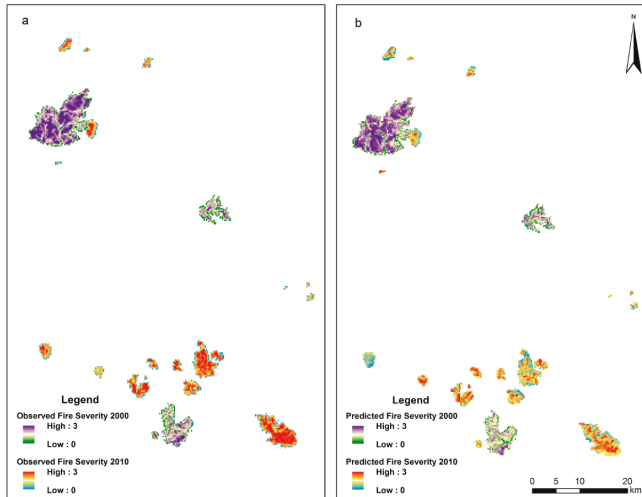 a
Legend
Observed Fire Severity 2000
High : 3
Low : 0
Observed Fire Severity 2010
High : 3
Low : 0
b
N
Legend
Predicted Fire Severity 2000
High : 3
Low : 0
Predicted Fire Severity 2010
High : 3
Low : 0
0 5 10 20
km